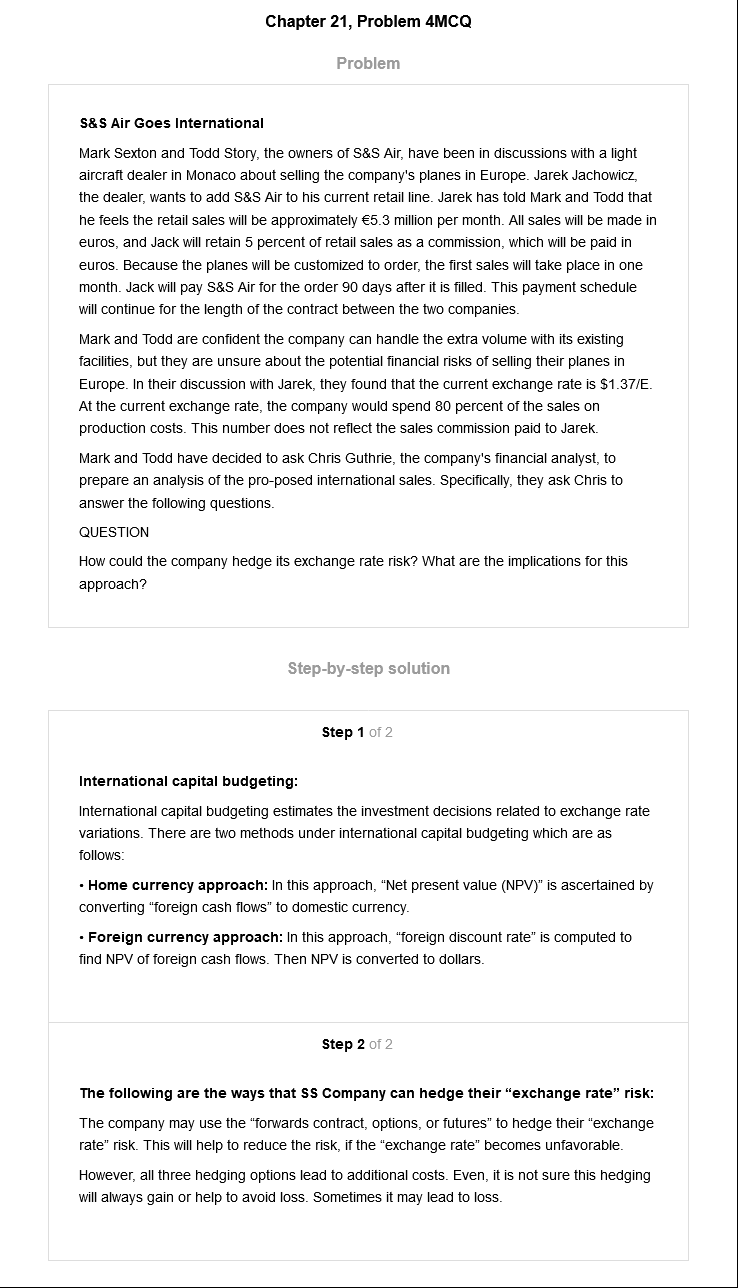 Chapter 21, Problem 4MCQ
Problem
S&S Air Goes International
Mark Sexton and Todd Story, the owners of S&S Air, have been in discussions with a light
aircraft dealer in Monaco about selling the company's planes in Europe. Jarek Jachowicz,
the dealer, wants to add S&S Air to his current retail line. Jarek has told Mark and Todd that
he feels the retail sales will be approximately €5.3 million per month. All sales will be made in
euros, and Jack will retain 5 percent of retail sales as a commission, which will be paid in
euros. Because the planes will be customized to order, the first sales will take place in one
month. Jack will pay S&S Air for the order 90 days after it is filled. This payment schedule
will continue for the length of the contract between the two companies.
Mark and Todd are confident the company can handle the extra volume with its existing
facilities, but they are unsure about the potential financial risks of selling their planes in
Europe. In their discussion with Jarek, they found that the current exchange rate is $1.37/E.
At the current exchange rate, the company would spend 80 percent of the sales on
production costs. This number does not reflect the sales commission paid to Jarek.
Mark and Todd have decided to ask Chris Guthrie, the company's financial analyst, to
prepare an analysis of the pro-posed international sales. Specifically, they ask Chris to
answer the following questions.
QUESTION
How could the company hedge its exchange rate risk? What are the implications for this
approach?
Step-by-step solution
Step 1 of 2
International capital budgeting:
International capital budgeting estimates the investment decisions related to exchange rate
variations. There are two methods under international capital budgeting which are as
follows:
• Home currency approach: In this approach, “Net present value (NPV)” is ascertained by
converting “foreign cash flows” to domestic currency.
• Foreign currency approach: In this approach, “foreign discount rate” is computed to
find NPV of foreign cash flows. Then NPV is converted to dollars.
Step 2 of 2
The following are the ways that SS Company can hedge their “exchange rate” risk:
The company may use the “forwards contract, options, or futures” to hedge their “exchange
rate” risk. This will help to reduce the risk, if the “exchange rate” becomes unfavorable.
However, all three hedging options lead to additional costs. Even, it is not sure this hedging
will always gain or help to avoid loss. Sometimes it may lead to loss.